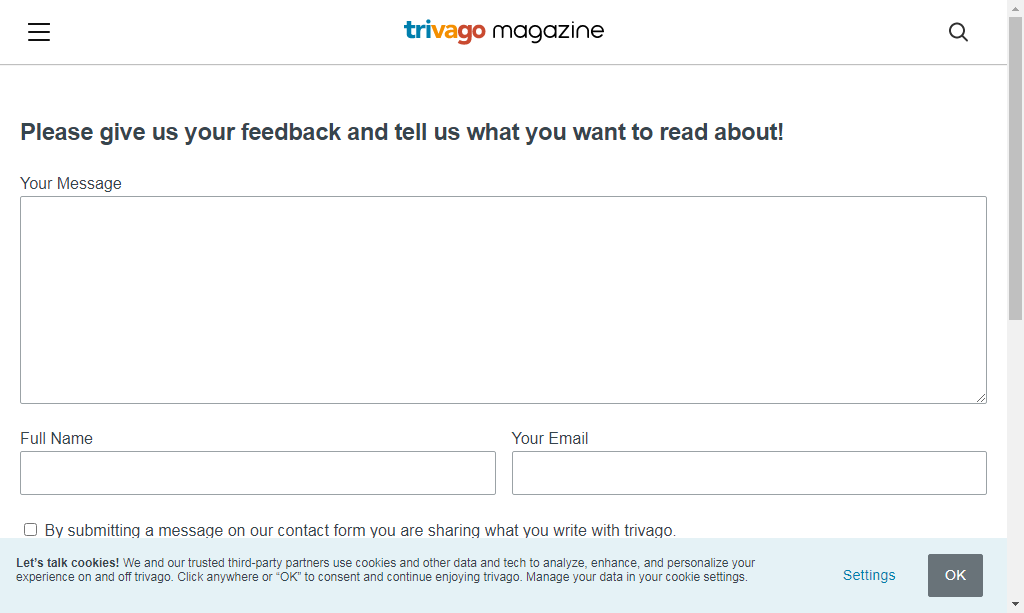 trivago magazine
Please give us your feedback and tell us what you want to read about!
Your Message
Full Name
Your Email
By submitting a message on our contact form you are sharing what you write with trivago.
Let's talk cookies! We and our trusted third-party partners use cookies and other data and tech to analyze, enhance, and personalize your
experience on and off trivago. Click anywhere or “OK” to consent and continue enjoying trivago. Manage your data in your cookie settings.
Settings
OK